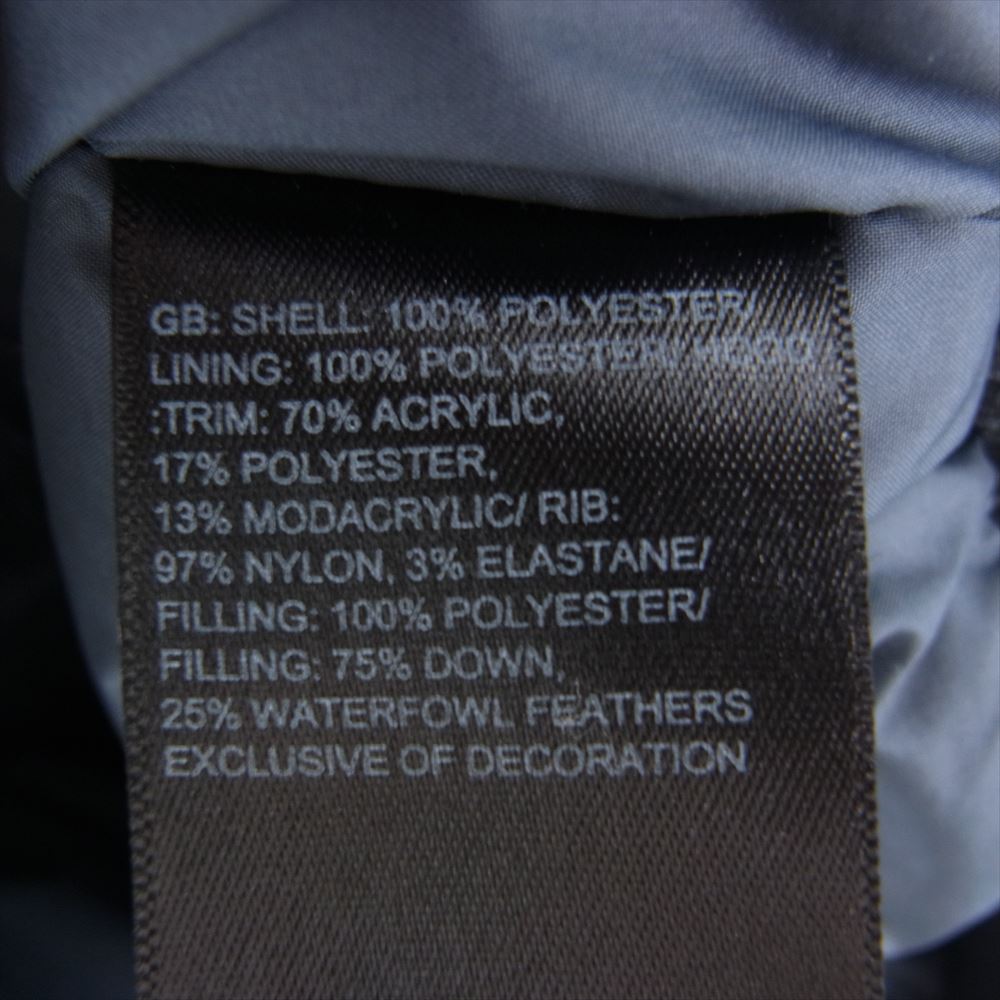 GB: SHELL: 100% POLYESTER/
LINING: 100% POLYESTER/ HOOD
:TRIM: 70% ACRYLIC,
17% POLYESTER,
13% MODACRYLIC/ RIB:
97% NYLON, 3% ELASTANE/
FILLING: 100% POLYESTER/
FILLING: 75% DOWN,
25% WATERFOWL FEATHERS
EXCLUSIVE OF DECORATION